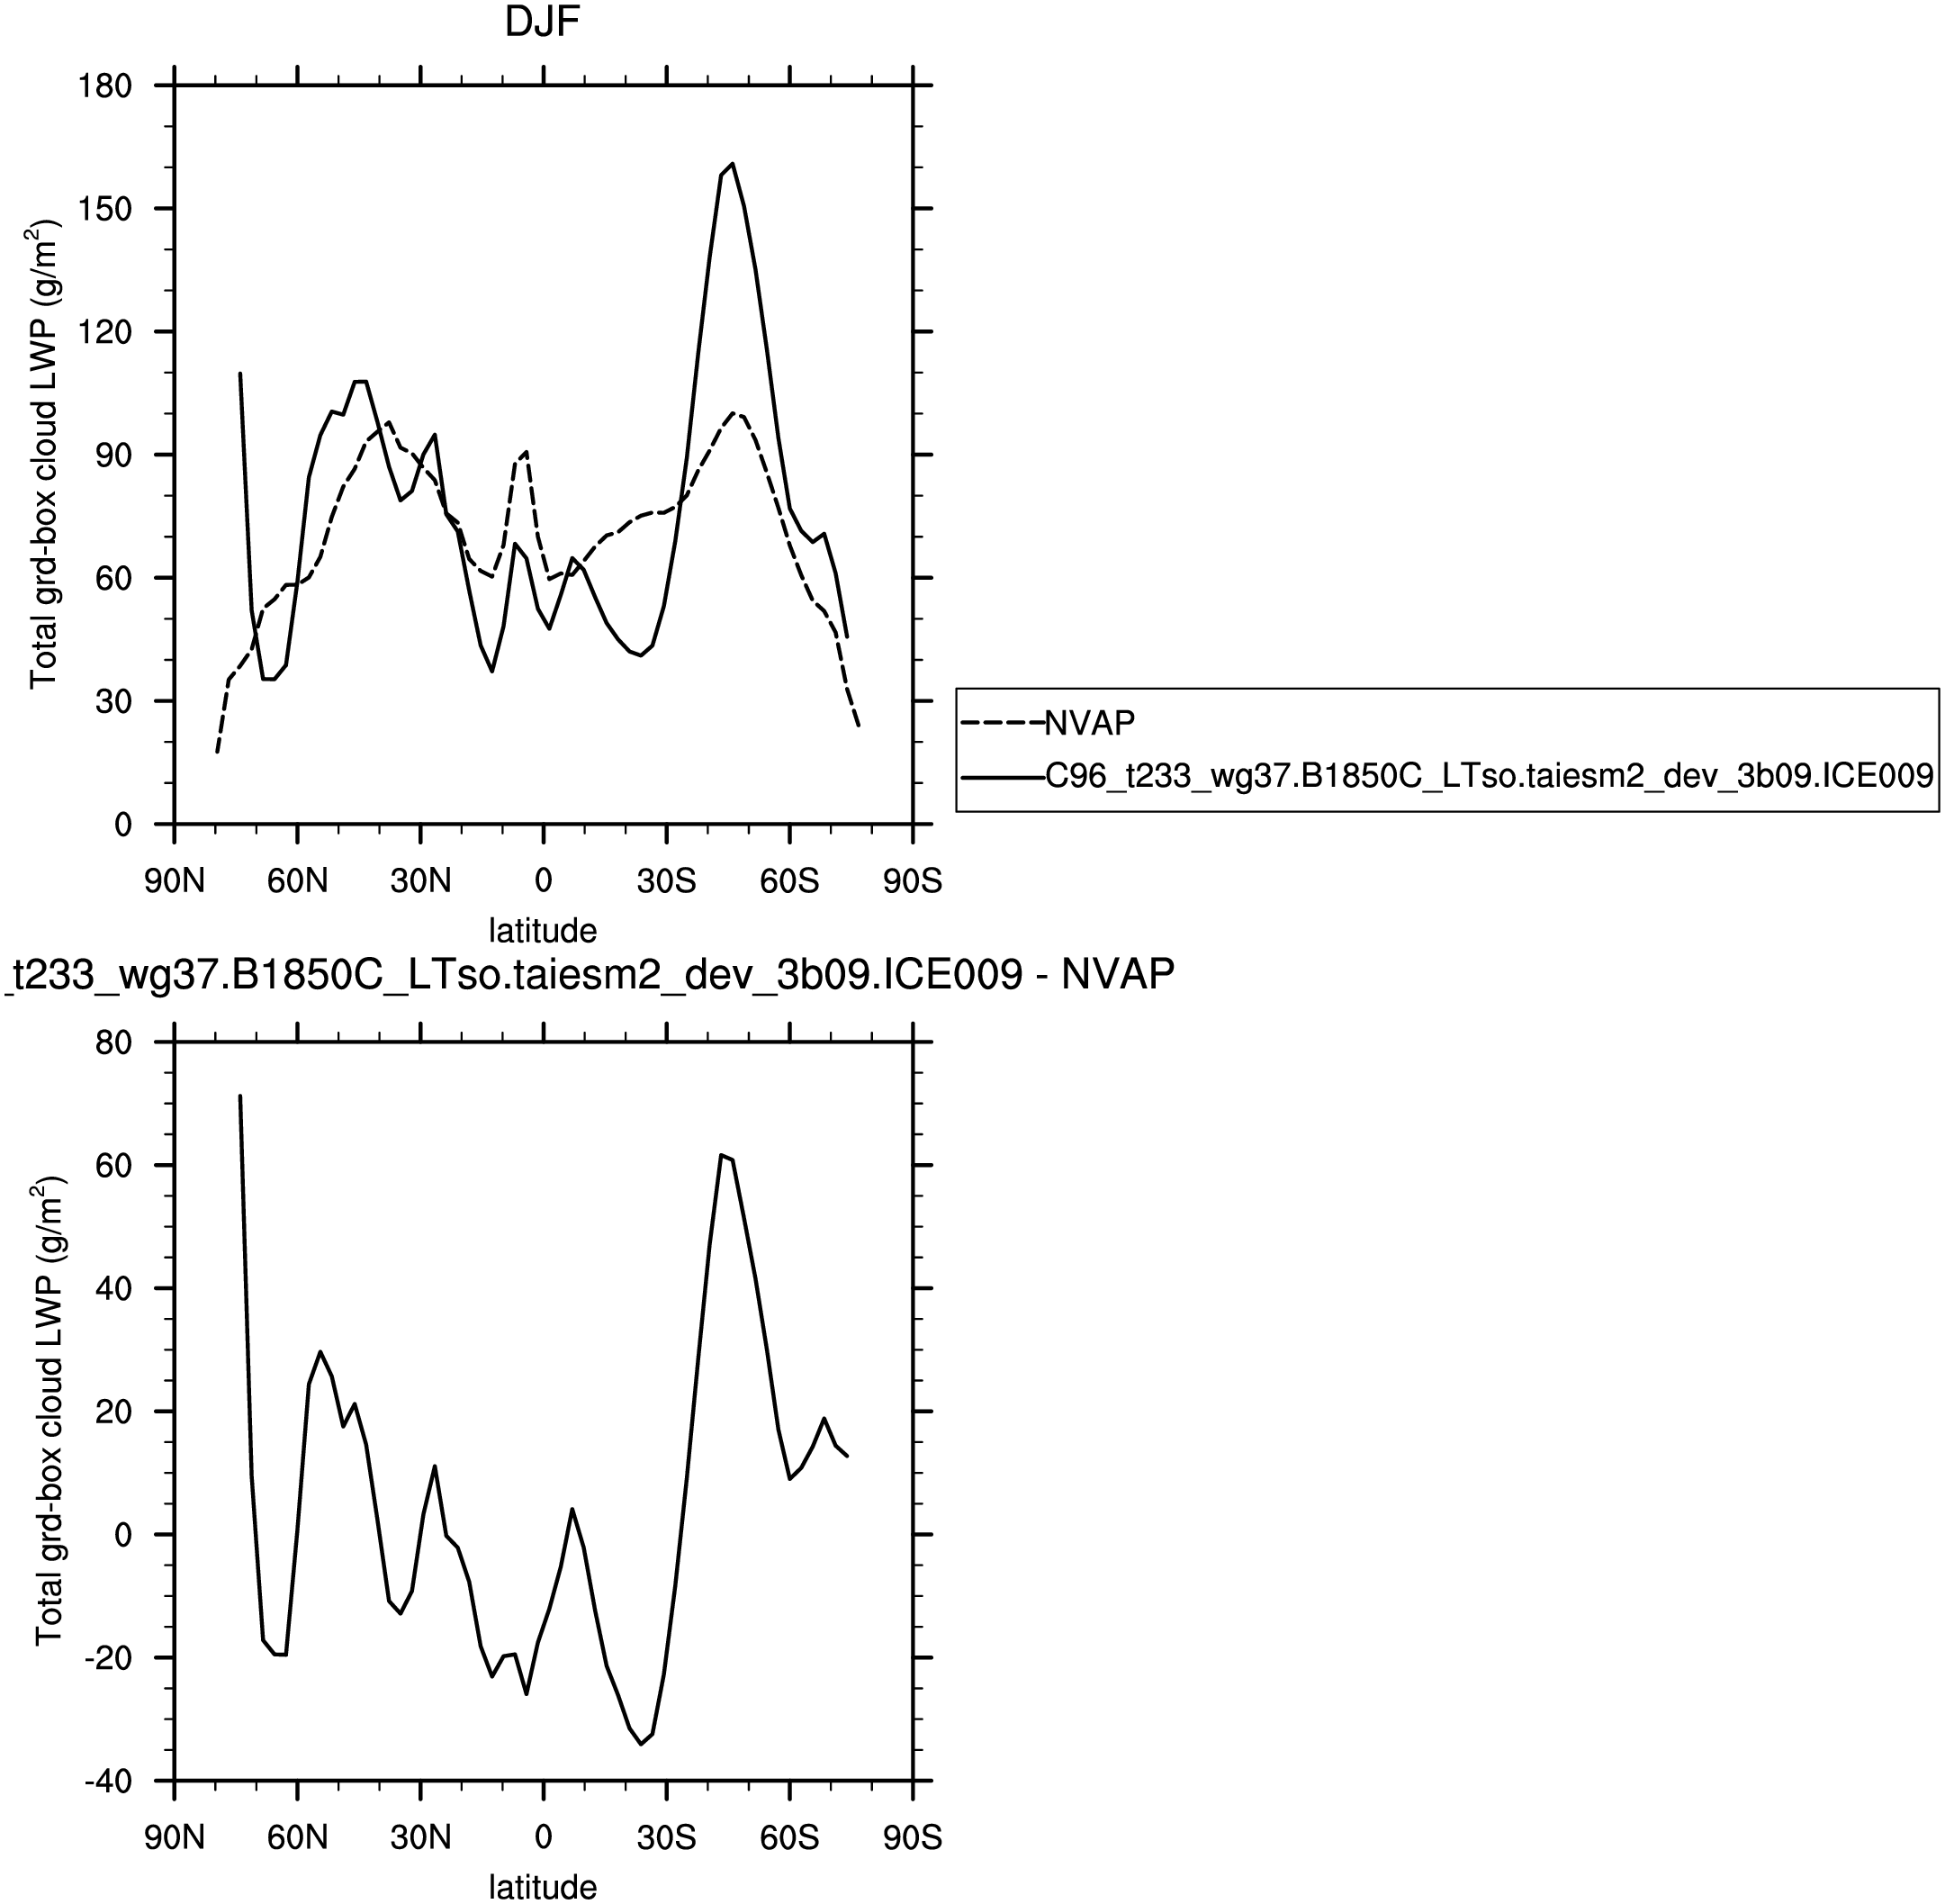 DJF
180
150
120
90
60
30
0
Total grd-box cloud LWP (g/m²)
90N 60N 30N 0 30S 60S 90S
latitude
NVAP
C96_t233_wg37.B1850C_LTso.taiesm2_dev_3b09.ICE009
_t233_wg37.B1850C_LTso.taiesm2_dev_3b09.ICE009 - NVAP
80
60
40
20
0
-20
-40
Total grd-box cloud LWP (g/m²)
90N 60N 30N 0 30S 60S 90S
latitude